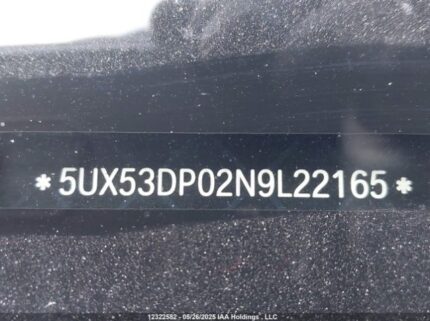 *5UX53DP02N9L22165*
12322582 - 05/26/2025 IAA Holdings, LLC